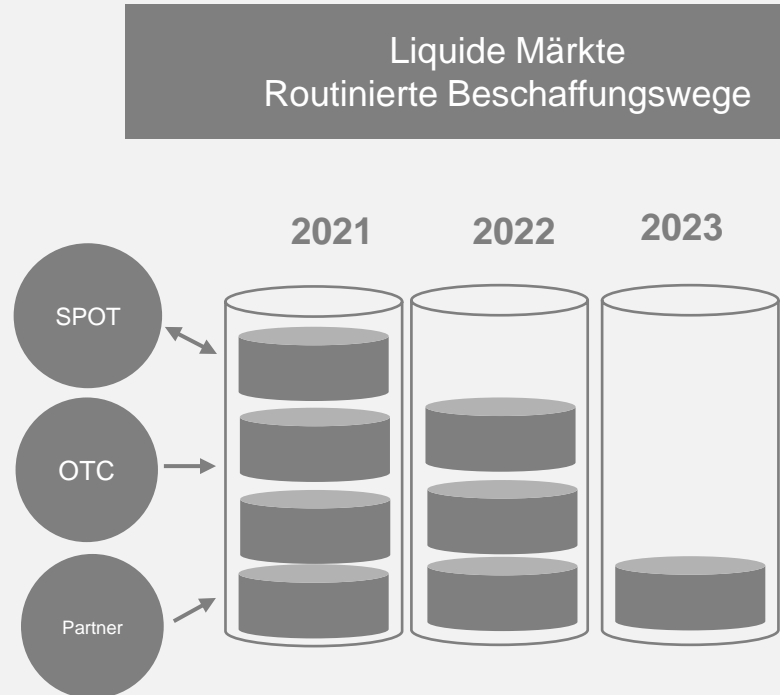 Liquide Märkte
Routinierte Beschaffungswege
2021 2022 2023
SPOT
OTC
Partner